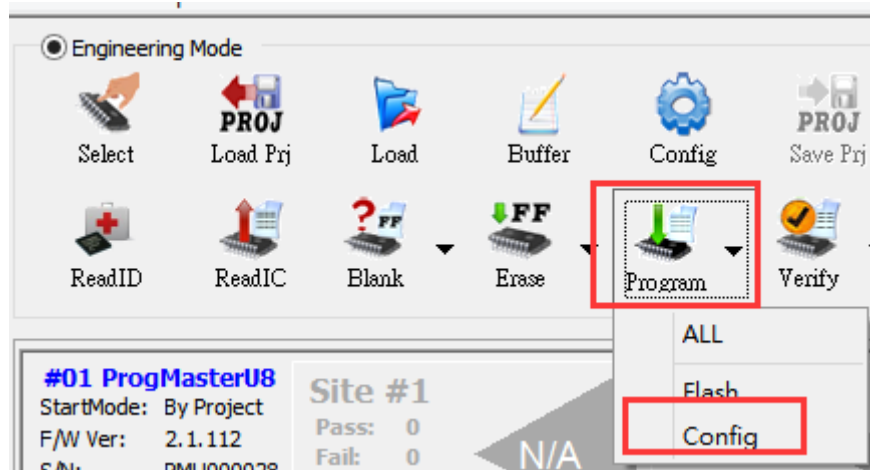 Engineering Mode
PROJ PROJ
Select Load Prj Load Buffer Config Save Prj
? FF FF
ReadID ReadIC Blank Erase Program Verify
ALL
Flash
Config
#01 ProgMasterU8
StartMode: By Project
F/W Ver: 2.1.112
S/N: PMU000028
Site #1
Pass: 0
Fail: 0
N/A